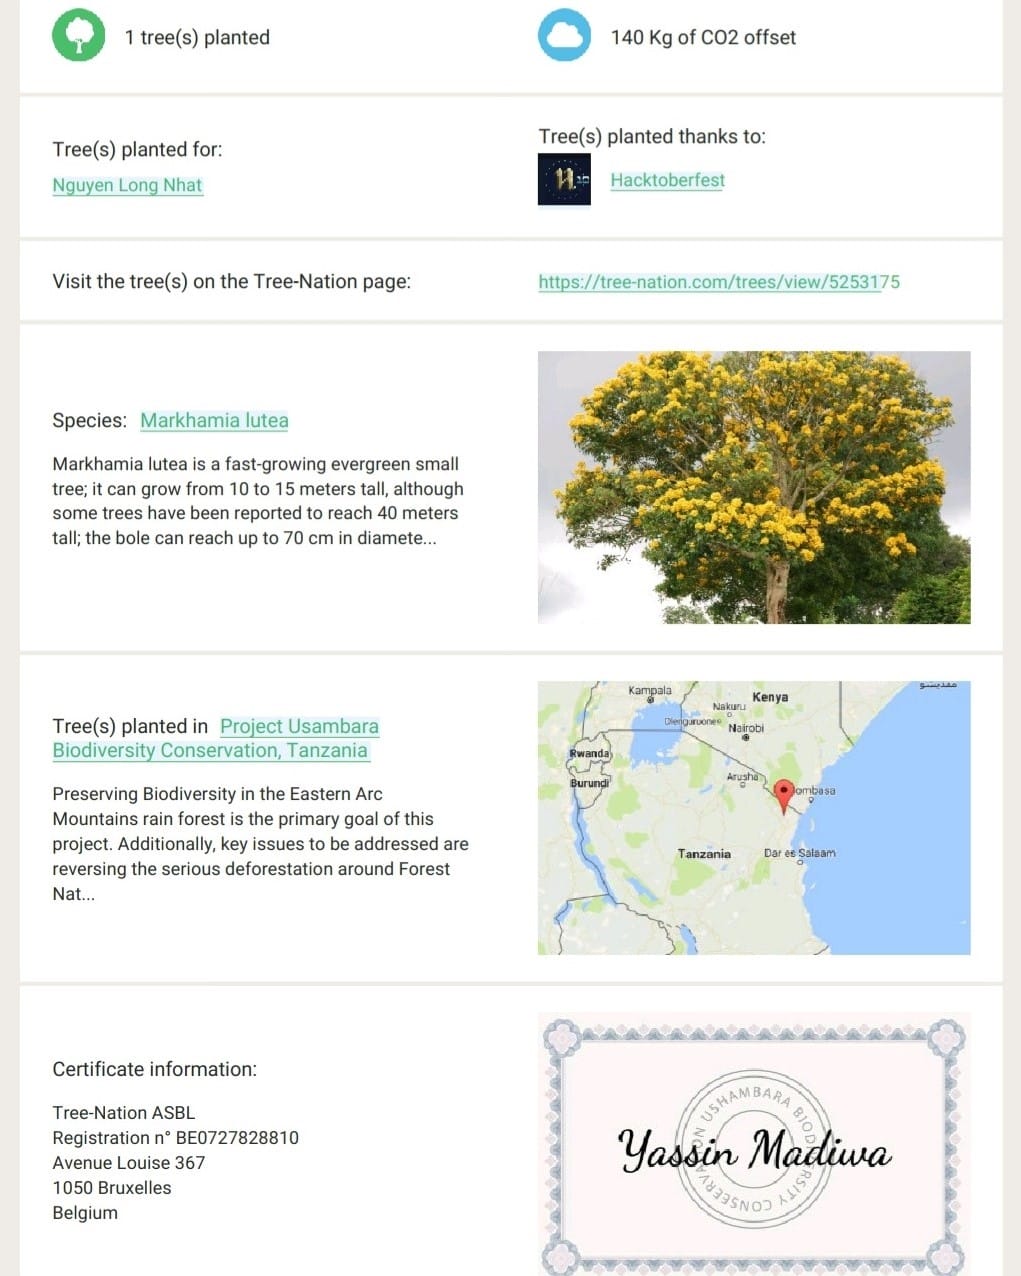 1 tree(s) planted
140 Kg of CO2 offset
Tree(s) planted for:
Nguyen Long Nhat
Tree(s) planted thanks to:
Hacktoberfest
Visit the tree(s) on the Tree-Nation page:
https://tree-nation.com/trees/view/5253175
Species: Markhamia lutea
Markhamia lutea is a fast-growing evergreen small
tree; it can grow from 10 to 15 meters tall, although
some trees have been reported to reach 40 meters
tall; the bole can reach up to 70 cm in diamete...
Tree(s) planted in Project Usambara
Biodiversity Conservation, Tanzania
Preserving Biodiversity in the Eastern Arc
Mountains rain forest is the primary goal of this
project. Additionally, key issues to be addressed are
reversing the serious deforestation around Forest
Nat...
مقديشو
Kampala
Kenya
Nakuru
Olenguruone
Nairobi
Rwanda
Burundi
Arusha
ombasa
Tanzania
Dar es Salaam
Certificate information:
Tree-Nation ASBL
Registration n° BE0727828810
Avenue Louise 367
1050 Bruxelles
Belgium
USHAMBARA BIODIVERSITY CONSERVATION
Yassin Madiwa